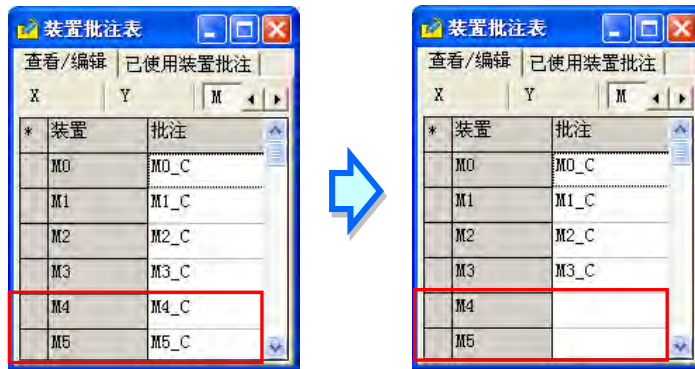 装置批注表
查看/编辑 已使用装置批注
X Y M
* 装置 批注
M0 M0_C
M1 M1_C
M2 M2_C
M3 M3_C
M4 M4_C
M5 M5_C
装置批注表
查看/编辑 已使用装置批注
X Y M
* 装置 批注
M0 M0_C
M1 M1_C
M2 M2_C
M3 M3_C
M4
M5